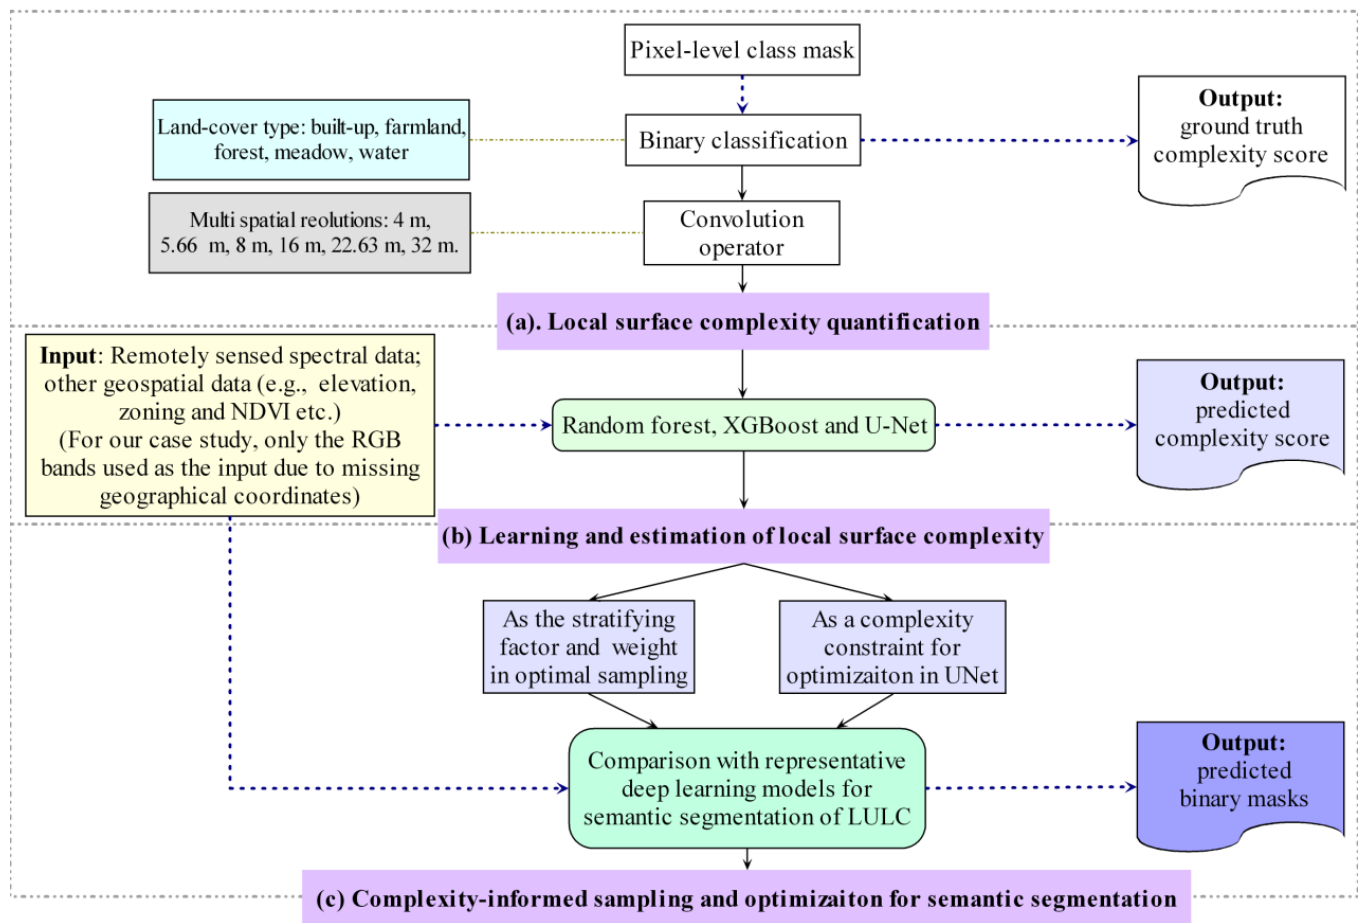 Pixel-level class mask
Land-cover type: built-up, farmland,
forest, meadow, water
Binary classification
Output:
ground truth
complexity score
Multi spatial reolutions: 4 m,
5.66 m, 8 m, 16 m, 22.63 m, 32 m.
Convolution
operator
(a). Local surface complexity quantification
Input: Remotely sensed spectral data;
other geospatial data (e.g., elevation,
zoning and NDVI etc.)
(For our case study, only the RGB
bands used as the input due to missing
geographical coordinates)
Random forest, XGBoost and U-Net
Output:
predicted
complexity score
(b) Learning and estimation of local surface complexity
As the stratifying
factor and weight
in optimal sampling
As a complexity
constraint for
optimizaiton in UNet
Comparison with representative
deep learning models for
semantic segmentation of LULC
Output:
predicted
binary masks
(c) Complexity-informed sampling and optimizaiton for semantic segmentation